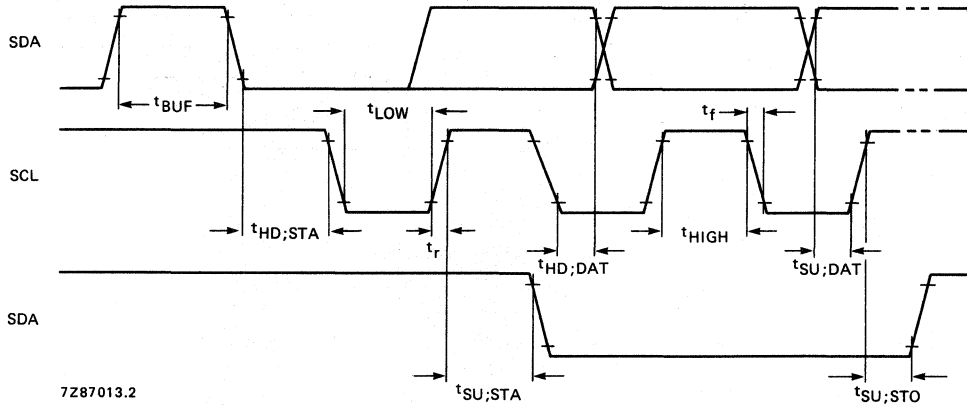 SDA
tBUF
tLOW
tf
SCL
tHD;STA
tr
tHD;DAT
tHIGH
tSU;DAT
SDA
7Z87013.2
tSU;STA
tSU;STO